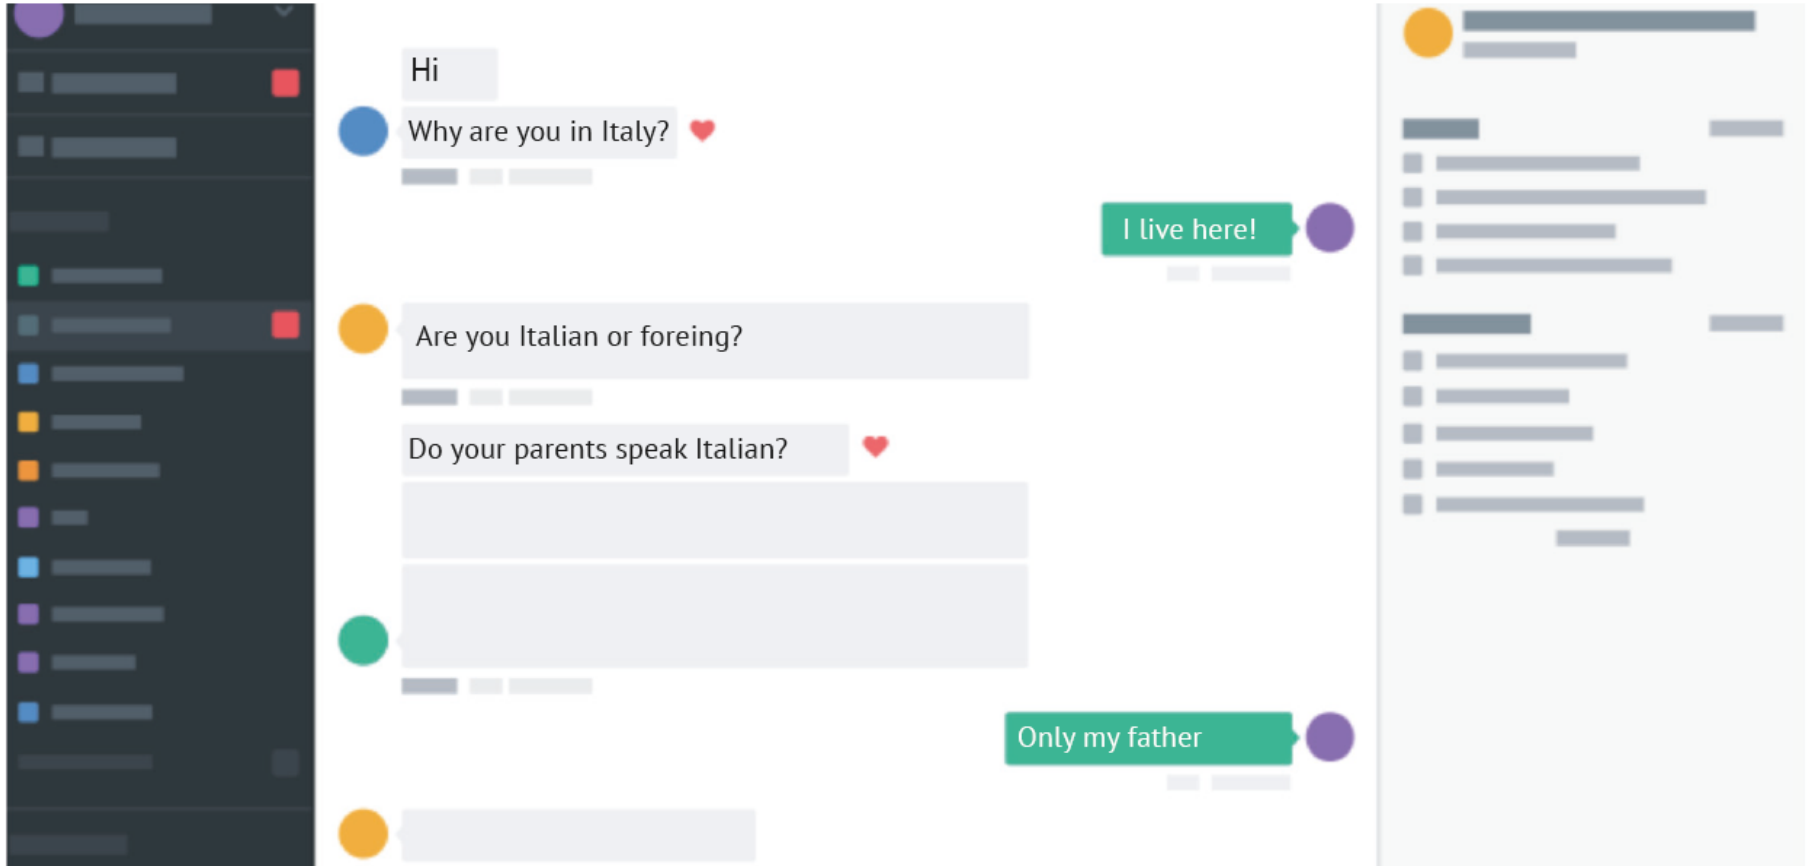 Hi
Why are you in Italy?
I live here!
Are you Italian or foreing?
Do your parents speak Italian?
Only my father